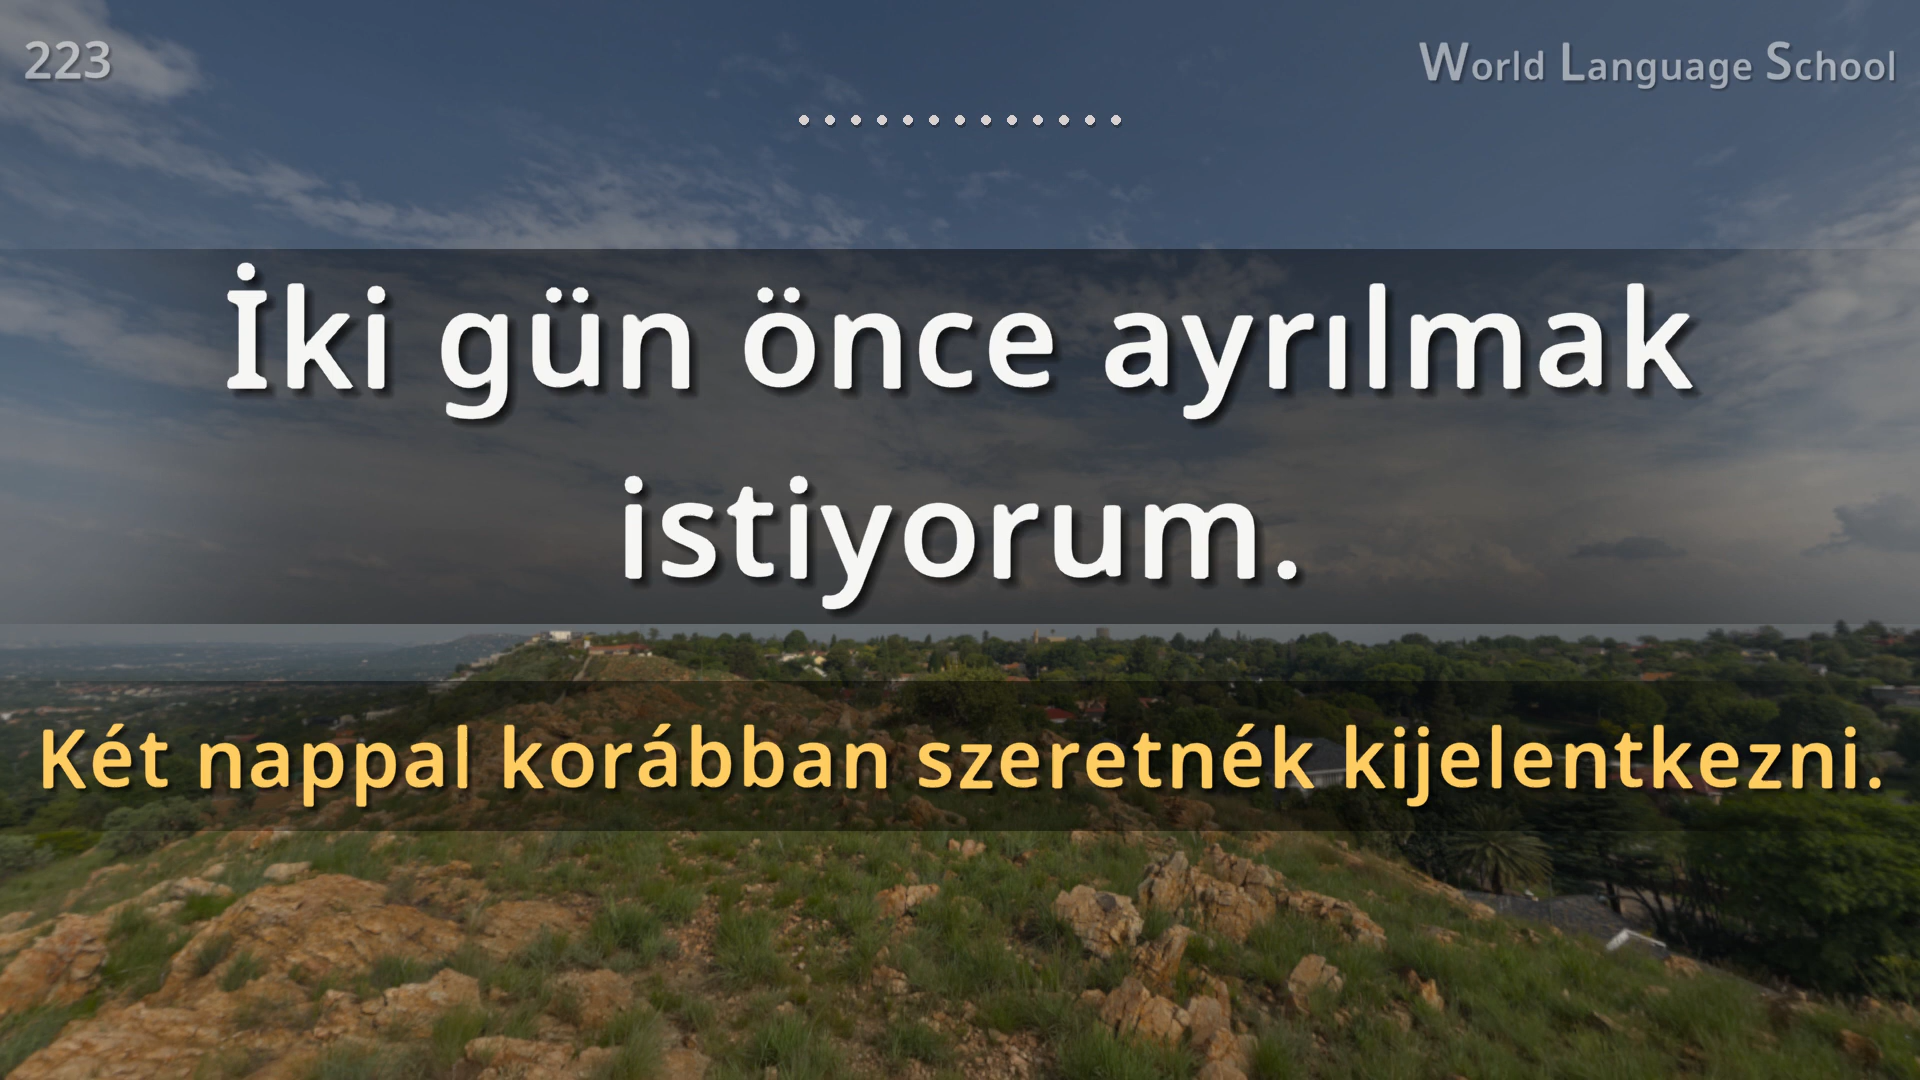 223
World Language School
İki gün önce ayrılmak
istiyorum.
Két nappal korábban szeretnék kijelentkezni.